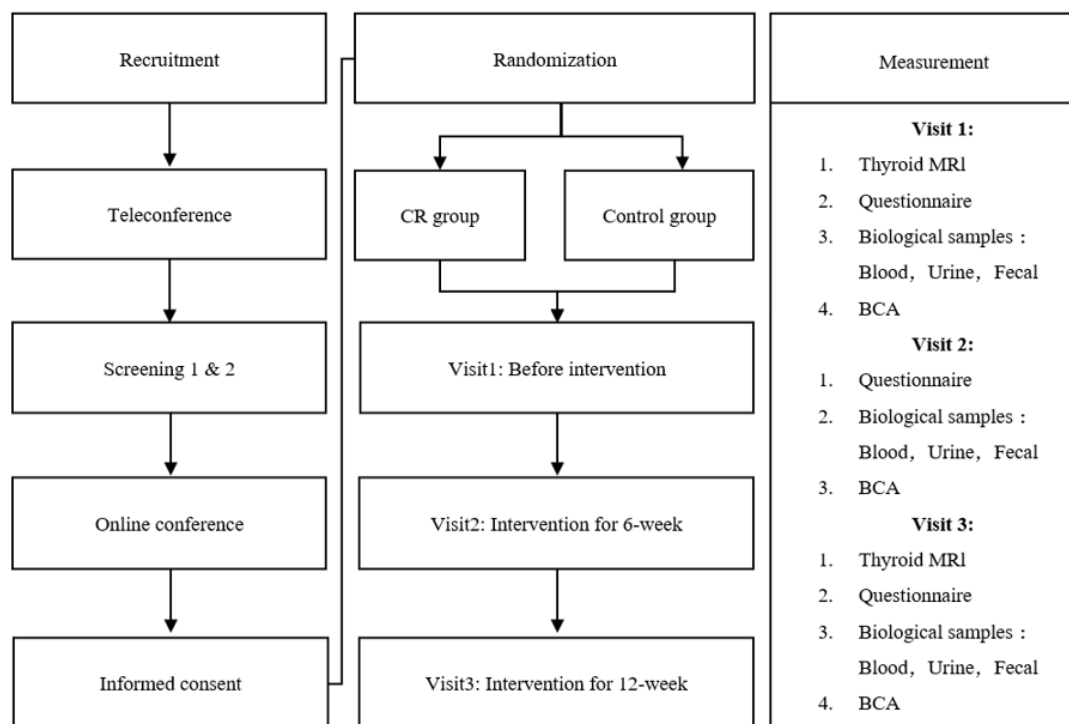 Recruitment
Teleconference
Screening 1 & 2
Online conference
Informed consent
Randomization
CR group
Control group
Visit1: Before intervention
Visit2: Intervention for 6-week
Visit3: Intervention for 12-week
Measurement
Visit 1:
1. Thyroid MRl
2. Questionnaire
3. Biological samples：
Blood，Urine，Fecal
4. BCA
Visit 2:
1. Questionnaire
2. Biological samples：
Blood，Urine，Fecal
3. BCA
Visit 3:
1. Thyroid MRl
2. Questionnaire
3. Biological samples：
Blood，Urine，Fecal
4. BCA